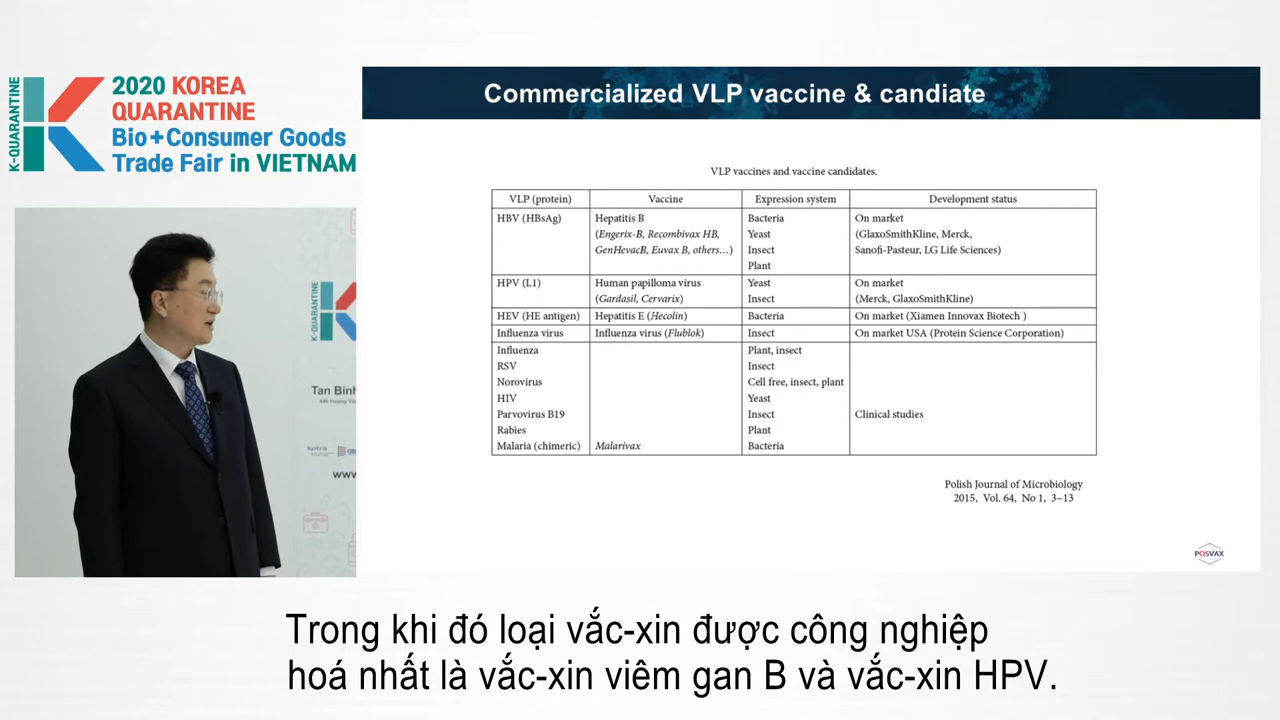 K-QUARANTINE
2020 KOREA
QUARANTINE
Bio+Consumer Goods
Trade Fair in VIETNAM
K-QUARANTINE
Tan Binh
www
Commercialized VLP vaccine & candiate
VLP vaccines and vaccine candidates.
VLP (protein) Vaccine Expression system Development status
HBV (HBsAg) Hepatitis B Bacteria On market
(Engerix-B, Recombivax HB, Yeast (GlaxoSmithKline, Merck,
GenHevacB, Euvax B, others...) Insect Sanofi-Pasteur, LG Life Sciences)
Plant
HPV (L1) Human papilloma virus Yeast On market
(Gardasil, Cervarix) Insect (Merck, GlaxoSmithKline)
HEV (HE antigen) Hepatitis E (Hecolin) Bacteria On market (Xiamen Innovax Biotech )
Influenza virus Influenza virus (Flublok) Insect On market USA (Protein Science Corporation)
Influenza Plant, insect
RSV Insect
Norovirus Cell free, insect, plant
HIV Yeast
Parvovirus B19 Insect Clinical studies
Rabies Plant
Malaria (chimeric) Malarivax Bacteria
Polish Journal of Microbiology
2015, Vol. 64, No 1, 3–13
POSVAX
Trong khi đó loại vắc-xin được công nghiệp
hoá nhất là vắc-xin viêm gan B và vắc-xin HPV.